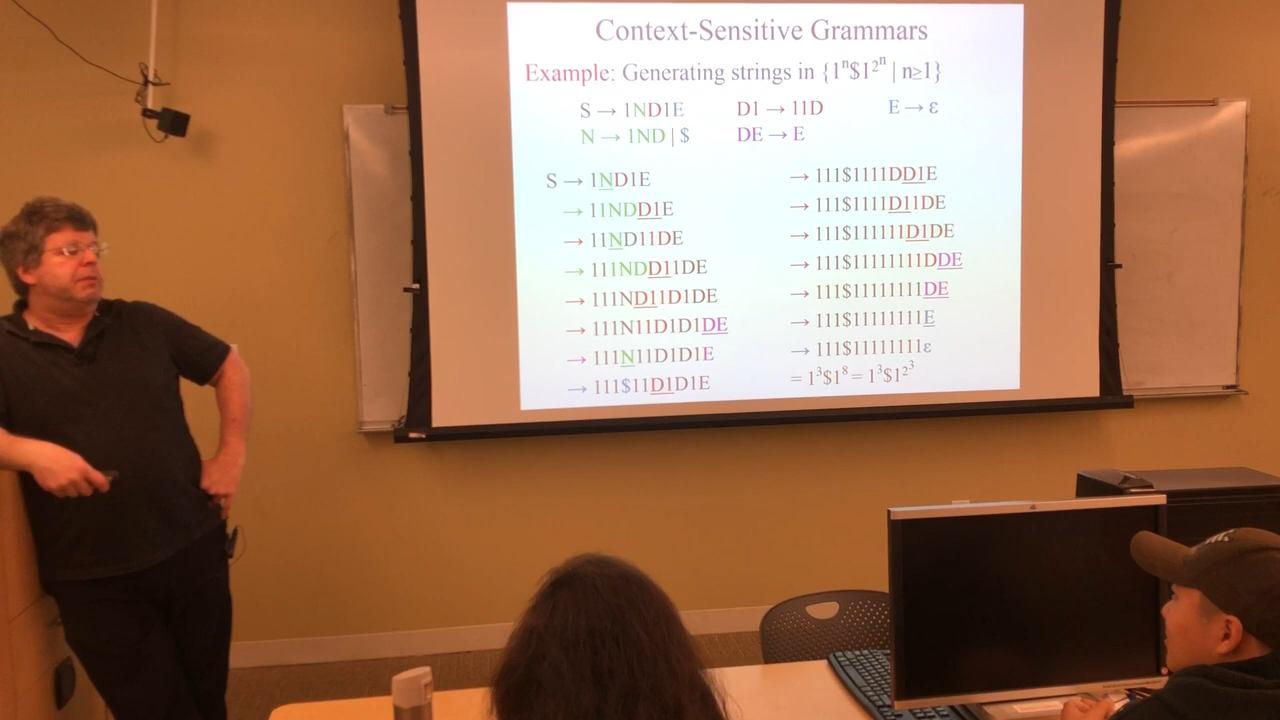 Context-Sensitive Grammars
Example: Generating strings in {1ⁿ$1²ⁿ | n≥1}
S → 1ND1E D1 → 11D E → ε
N → 1ND | $ DE → E
S → 1ND1E
→ 11NDD1E
→ 11ND11DE
→ 111NDD11DE
→ 111ND11D1DE
→ 111N11D1D1DE
→ 111N11D1D1E
→ 111$11D1D1E
→ 111$1111DD1E
→ 111$1111D11DE
→ 111$111111D1DE
→ 111$11111111DDE
→ 111$11111111DE
→ 111$11111111E
→ 111$11111111ε
= 1³$1⁸ = 1³$1²³